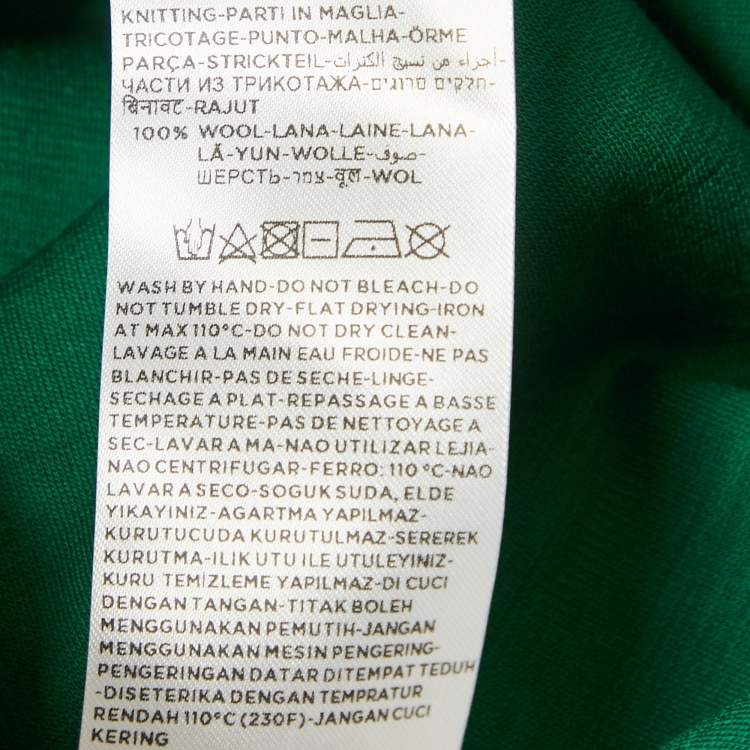 KNITTING-PARTI IN MAGLIA-
TRICOTAGE-PUNTO-MALHA-ÖRME
PARÇA-STRICKTEIL-أجزاء من نسيج الكنزات-
ЧАСТИ ИЗ ТРИКОТАЖА-חלקים סרוגים-
बिनावट-RAJUT
100% WOOL-LANA-LAINE-LANA-
LÃ-YUN-WOLLE-صوف-
ШЕРСТЬ-צמר-वूल-WOL
WASH BY HAND-DO NOT BLEACH-DO
NOT TUMBLE DRY-FLAT DRYING-IRON
AT MAX 110°C-DO NOT DRY CLEAN-
LAVAGE A LA MAIN EAU FROIDE-NE PAS
BLANCHIR-PAS DE SECHE-LINGE-
SECHAGE A PLAT-REPASSAGE A BASSE
TEMPERATURE-PAS DE NETTOYAGE A
SEC-LAVAR A MA-NAO UTILIZAR LEJIA-
NAO CENTRIFUGAR-FERRO: 110 °C-NAO
LAVAR A SECO-SOGUK SUDA, ELDE
YIKAYINIZ-AGARTMA YAPILMAZ-
KURUTUCUDA KURUTULMAZ-SEREREK
KURUTMA-ILIK UTU ILE UTULEYINIZ-
KURU TEMİZLEME YAPILMAZ-DI CUCI
DENGAN TANGAN-TITAK BOLEH
MENGGUNAKAN PEMUTIH-JANGAN
MENGGUNAKAN MESIN PENGERING-
PENGERINGAN DATAR DITEMPAT TEDUH
-DISETERIKA DENGAN TEMPRATUR
RENDAH 110°C (230F)-JANGAN CUCI
KERING